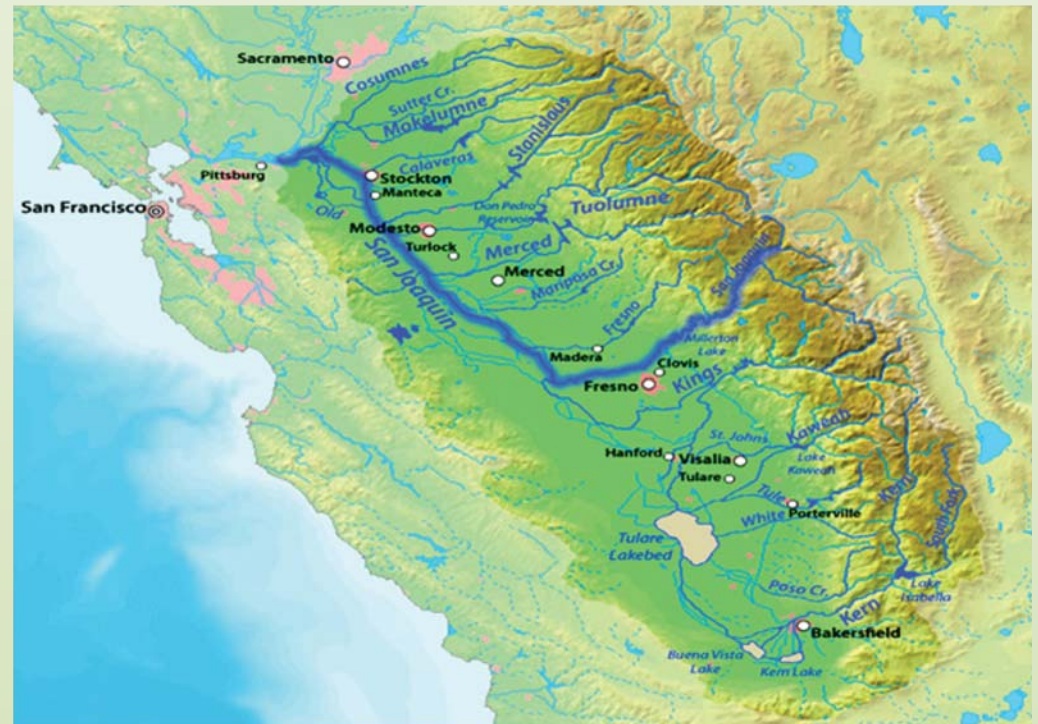 Sacramento
Cosumnes
Sutter Cr.
Mokelumne
Stanislaus
Calaveras
Pittsburg
Stockton
Manteca
San Francisco
Old
Don Pedro
Reservoir
Tuolumne
Modesto
Turlock
Merced
Merced
San Joaquin
San Joaquin
Mariposa Cr.
Fresno
Madera
Millerton
Lake
Clovis
Fresno
Kings
St. Johns
Kaweah
Hanford
Visalia
Lake
Kaweah
Tulare
Tule
Kern
White
Porterville
South Fork
Tulare
Lakebed
Poso Cr.
Lake
Isabella
Kern
Bakersfield
Buena Vista
Lake
Kern Lake